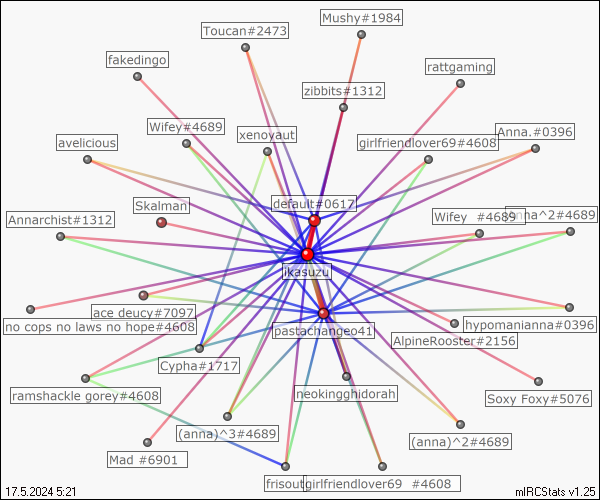 Mushy#1984
Toucan#2473
fakedingo
rattgaming
zibbits#1312
Wifey#4689
xenoyaut
Anna.#0396
avelicious
girlfriendlover69#4608
default#0617
Skalman
Annarchist#1312
Wifey #4689
nna^2#4689
ikasuzu
ace deucy#7097
no cops no laws no hope#4608
pastachangeo41
hypomanianna#0396
AlpineRooster#2156
Cypha#1717
neokingghidorah
ramshackle gorey#4608
Soxy Foxy#5076
(anna)^3#4689
(anna)^2#4689
Mad #6901
frisout
girlfriendlover69 #4608
17.5.2024 5:21
mIRCStats v1.25